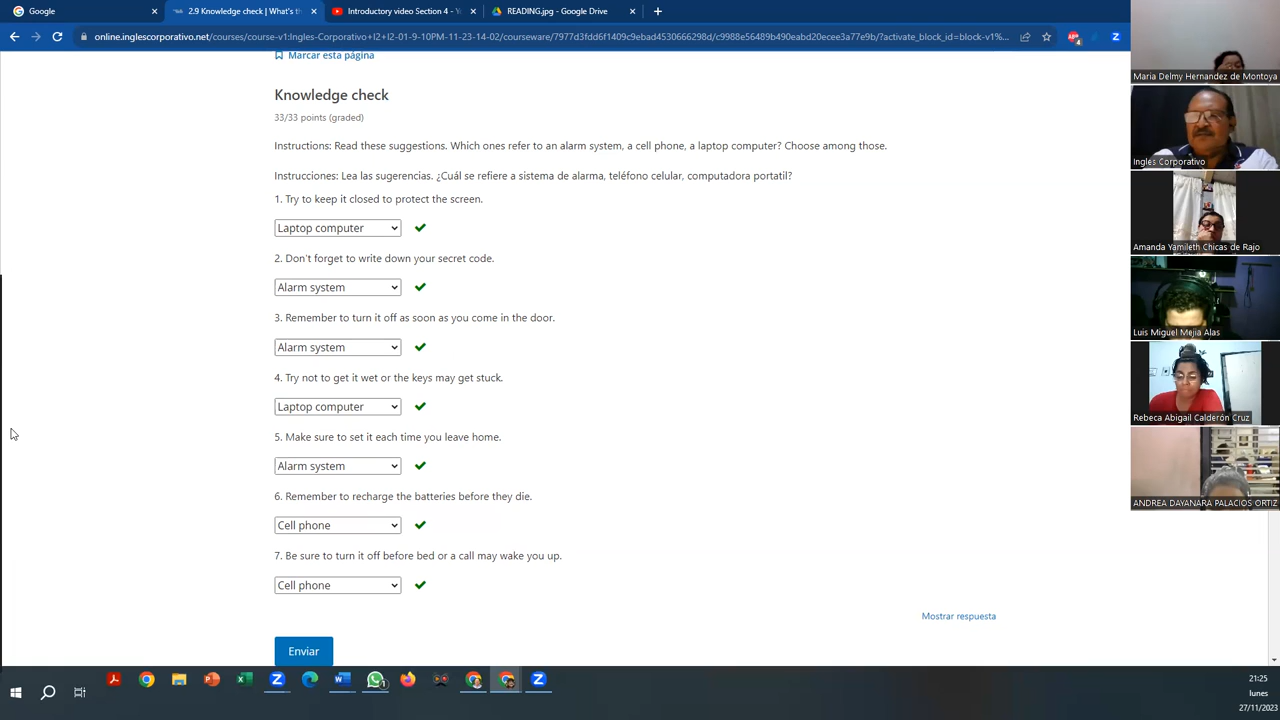 Google
2.9 Knowledge check | What's th
Introductory video Section 4 - Yo
READING.jpg - Google Drive
online.inglescorporativo.net/courses/course-v1:Ingles-Corporativo+I2+I2-01-9-10PM-11-23-14-02/courseware/7977d3fdd6f1409c9ebad4530666298d/c9988e56489b490eabd20ecee3a77e9b/?activate_block_id=block-v1%...
Marcar esta página
Knowledge check
33/33 points (graded)
Instructions: Read these suggestions. Which ones refer to an alarm system, a cell phone, a laptop computer? Choose among those.
Instrucciones: Lea las sugerencias. ¿Cuál se refiere a sistema de alarma, teléfono celular, computadora portatil?
1. Try to keep it closed to protect the screen.
Laptop computer
2. Don't forget to write down your secret code.
Alarm system
3. Remember to turn it off as soon as you come in the door.
Alarm system
4. Try not to get it wet or the keys may get stuck.
Laptop computer
5. Make sure to set it each time you leave home.
Alarm system
6. Remember to recharge the batteries before they die.
Cell phone
7. Be sure to turn it off before bed or a call may wake you up.
Cell phone
Mostrar respuesta
Enviar
Maria Delmy Hernandez de Montoya
Ingles Corporativo
Amanda Yamileth Chicas de Rajo
Luis Miguel Mejia Alas
Rebeca Abigail Calderón Cruz
ANDREA DAYANARA PALACIOS ORTIZ
21:25
lunes
27/11/2023